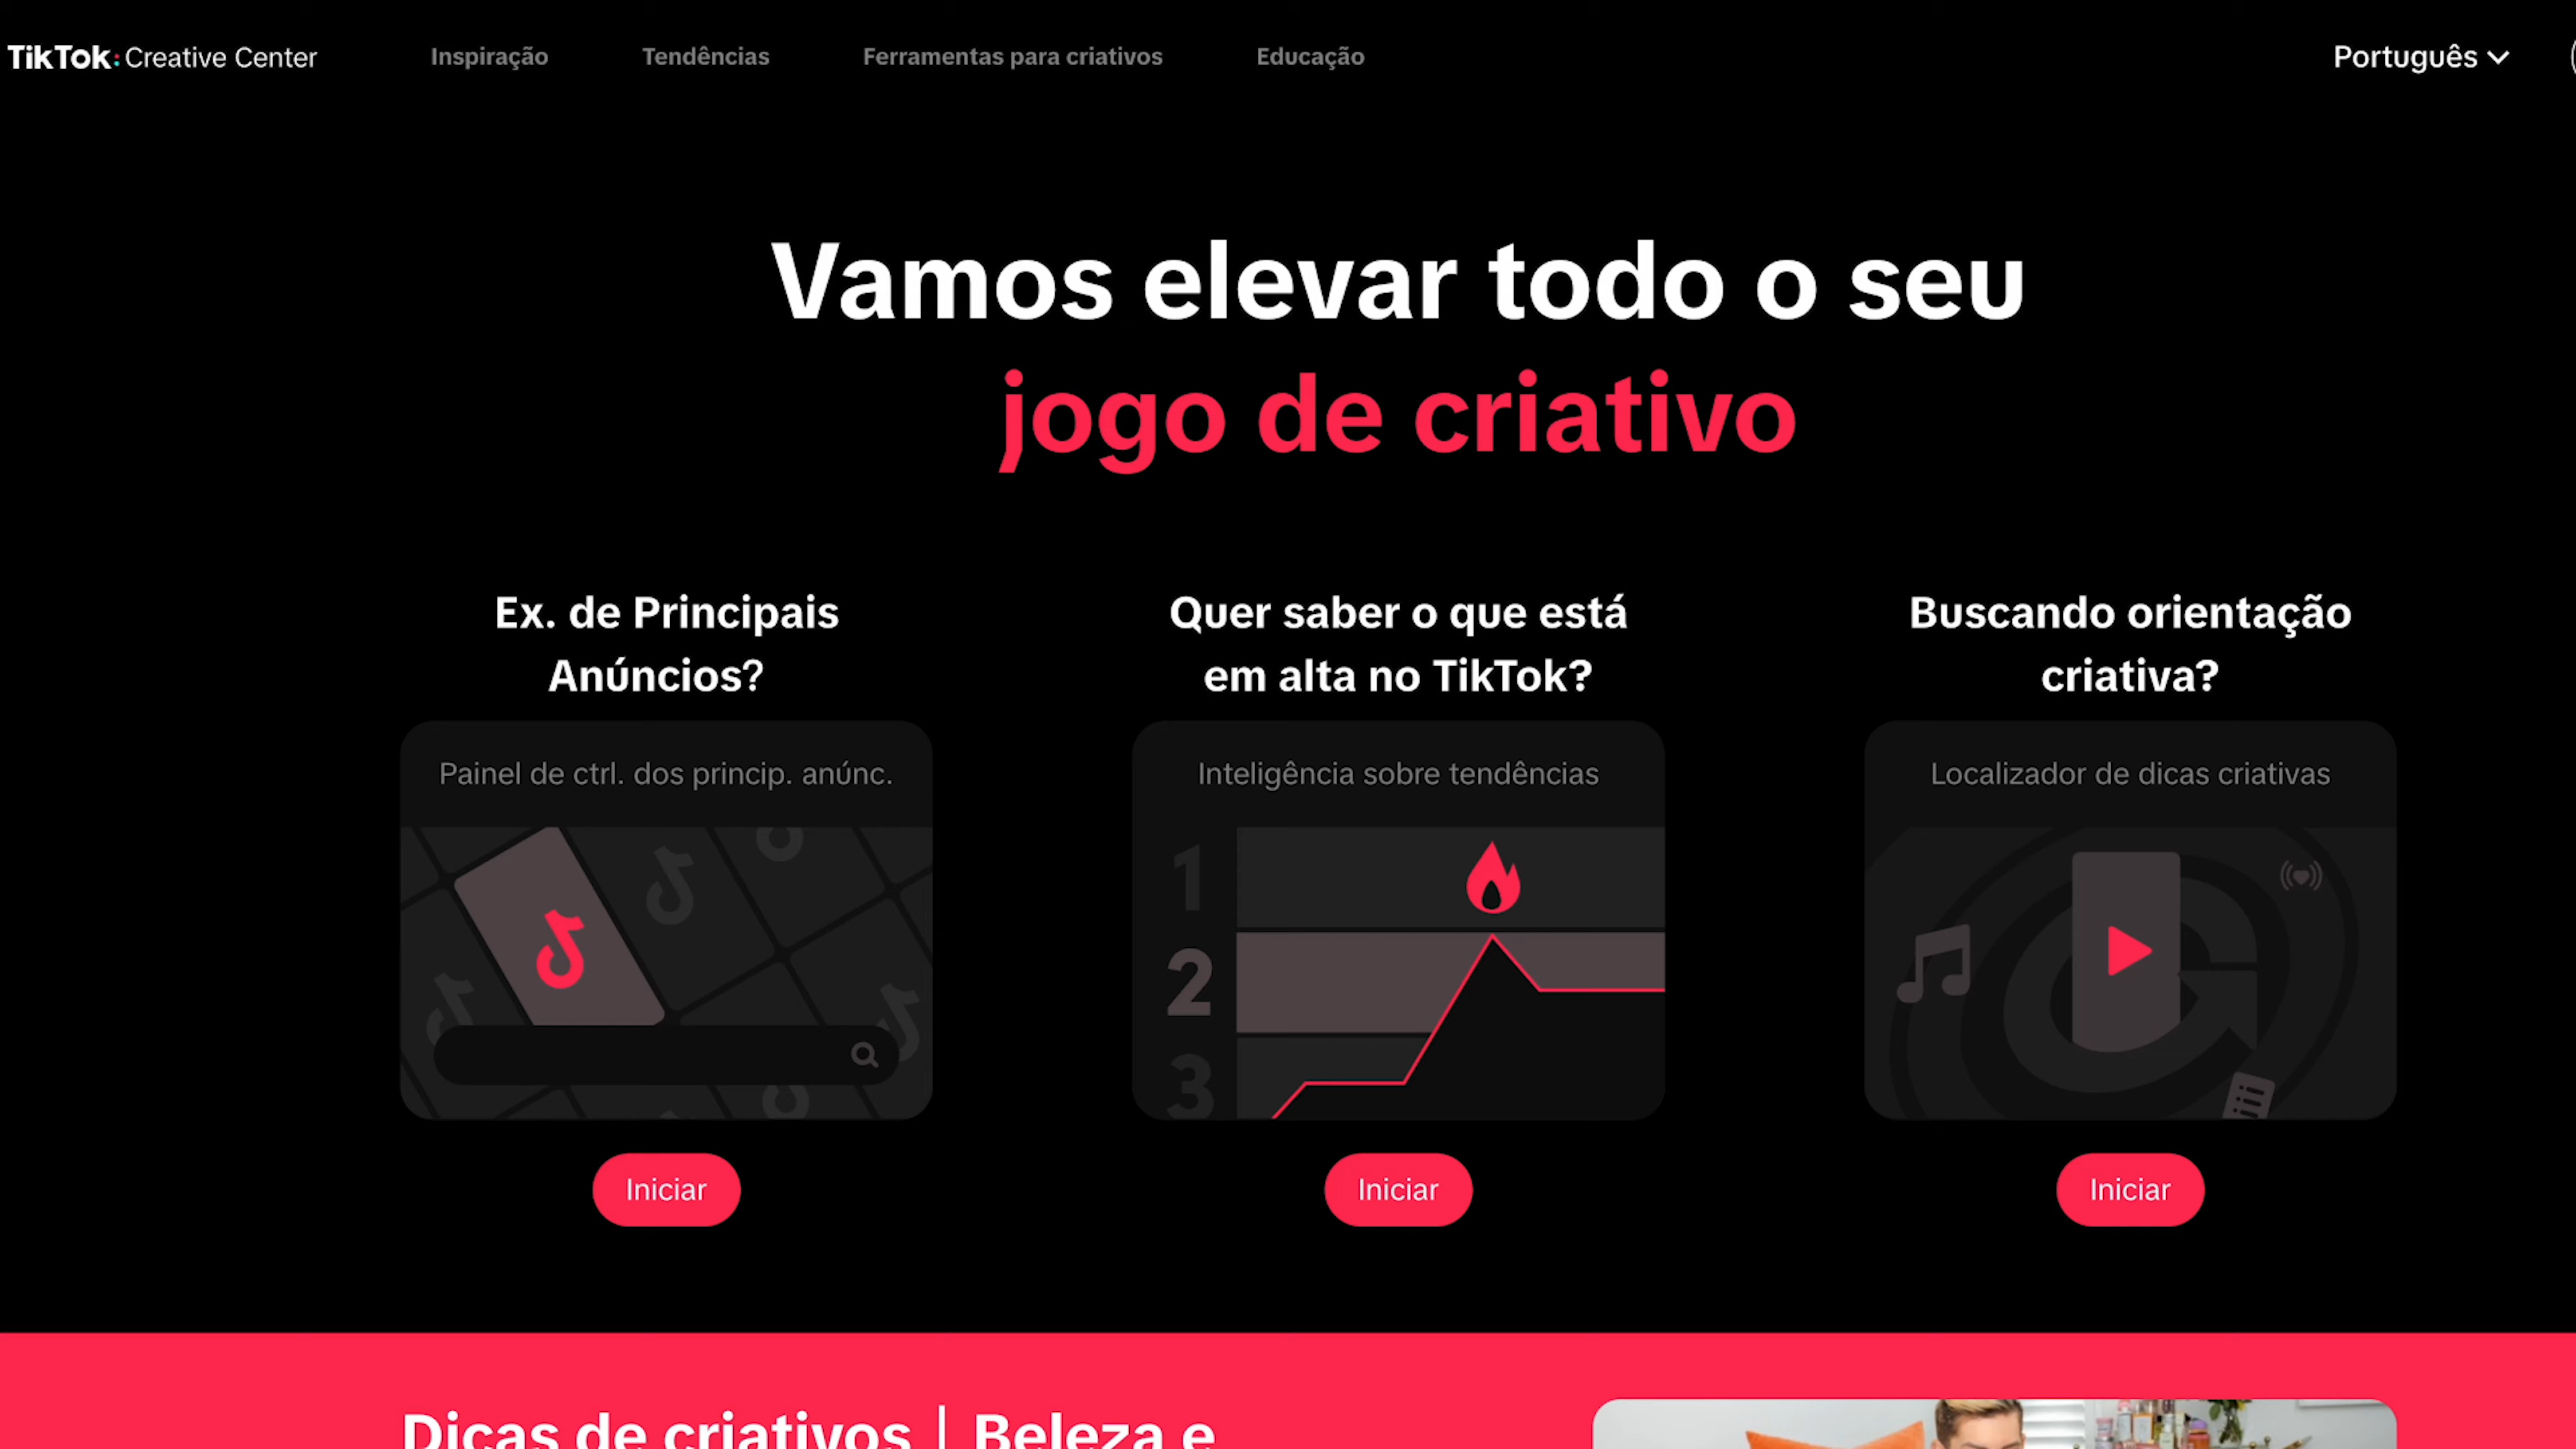 TikTok: Creative Center
Inspiração
Tendências
Ferramentas para criativos
Educação
Português
Vamos elevar todo o seu
jogo de criativo
Ex. de Principais
Anúncios?
Painel de ctrl. dos princip. anúnc.
Iniciar
Quer saber o que está
em alta no TikTok?
Inteligência sobre tendências
1
2
3
Iniciar
Buscando orientação
criativa?
Localizador de dicas criativas
Iniciar
Dicas de criativos | Beleza e